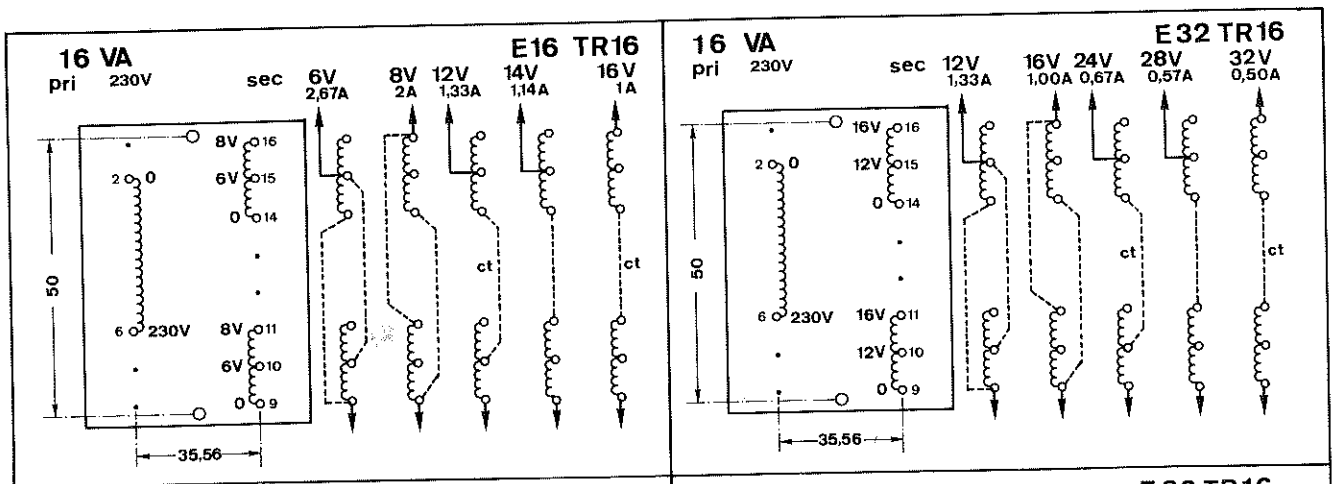 16 VA E16 TR16
pri 230V sec 6V 8V 12V 14V 16V
2,67A 2A 1,33A 1,14A 1A
8V 16
2 0 6V 15
0 14
50
ct ct
6 230V 8V 11
6V 10
0 9
35,56
16 VA E32 TR16
pri 230V sec 12V 16V 24V 28V 32V
1,33A 1,00A 0,67A 0,57A 0,50A
16V 16
2 0 12V 15
0 14
50
ct ct
6 230V 16V 11
12V 10
0 9
35,56